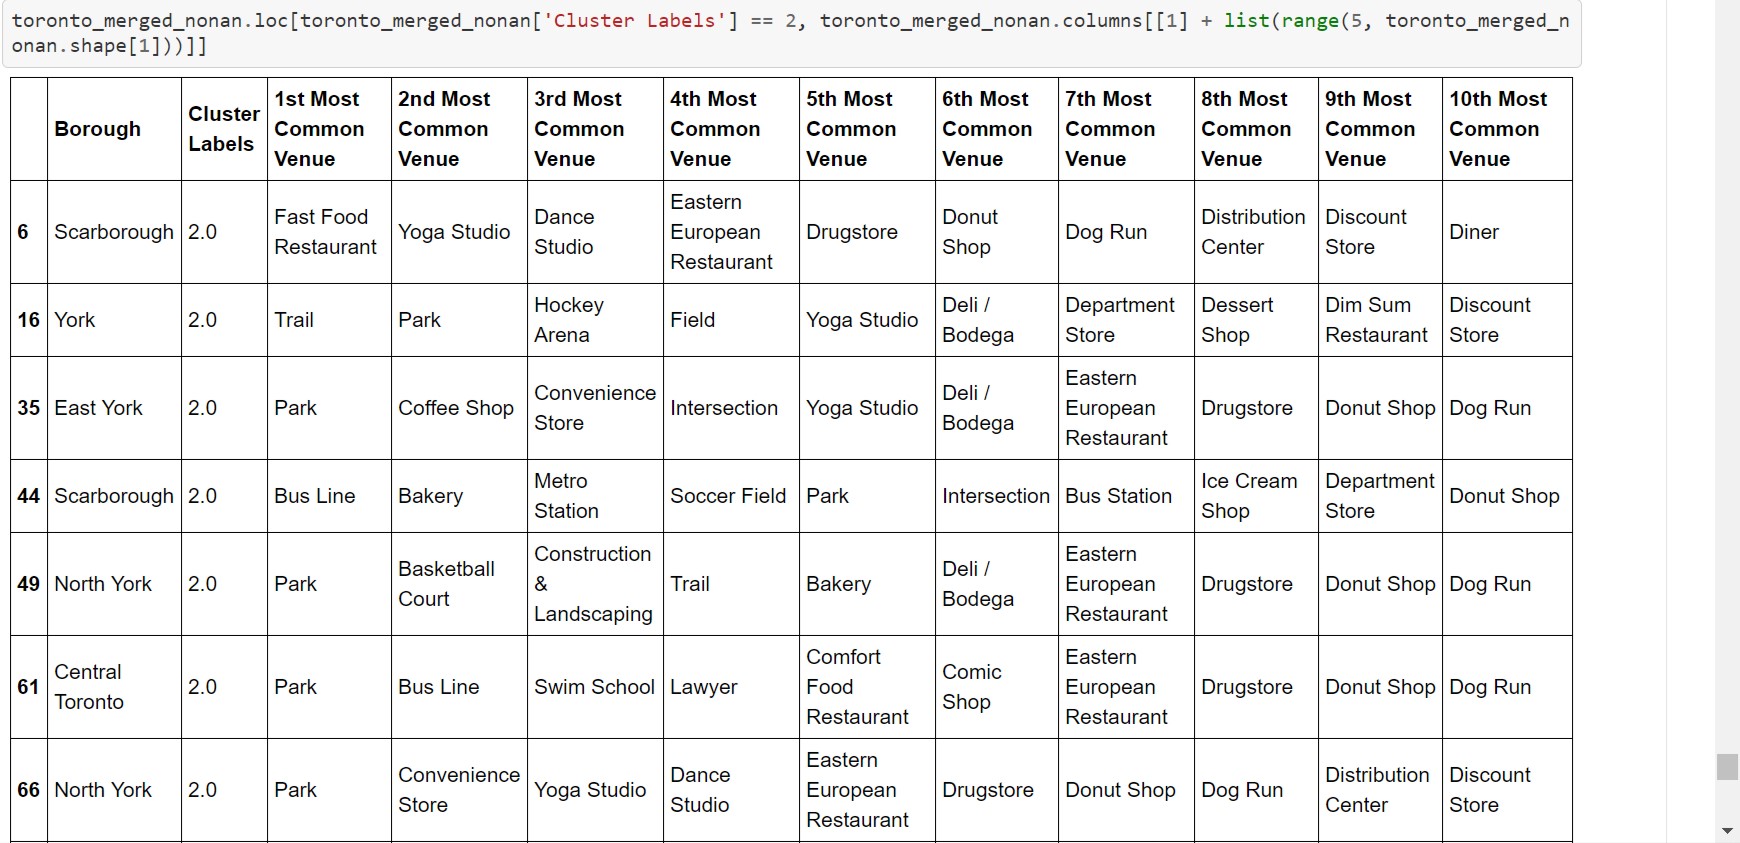 toronto_merged_nonan.loc[toronto_merged_nonan['Cluster Labels'] == 2, toronto_merged_nonan.columns[[1] + list(range(5, toronto_merged_n
onan.shape[1]))]]
Borough Cluster Labels 1st Most Common Venue 2nd Most Common Venue 3rd Most Common Venue 4th Most Common Venue 5th Most Common Venue 6th Most Common Venue 7th Most Common Venue 8th Most Common Venue 9th Most Common Venue 10th Most Common Venue
6 Scarborough 2.0 Fast Food Restaurant Yoga Studio Dance Studio Eastern European Restaurant Drugstore Donut Shop Dog Run Distribution Center Discount Store Diner
16 York 2.0 Trail Park Hockey Arena Field Yoga Studio Deli / Bodega Department Store Dessert Shop Dim Sum Restaurant Discount Store
35 East York 2.0 Park Coffee Shop Convenience Store Intersection Yoga Studio Deli / Bodega Eastern European Restaurant Drugstore Donut Shop Dog Run
44 Scarborough 2.0 Bus Line Bakery Metro Station Soccer Field Park Intersection Bus Station Ice Cream Shop Department Store Donut Shop
49 North York 2.0 Park Basketball Court Construction & Landscaping Trail Bakery Deli / Bodega Eastern European Restaurant Drugstore Donut Shop Dog Run
61 Central Toronto 2.0 Park Bus Line Swim School Lawyer Comfort Food Restaurant Comic Shop Eastern European Restaurant Drugstore Donut Shop Dog Run
66 North York 2.0 Park Convenience Store Yoga Studio Dance Studio Eastern European Restaurant Drugstore Donut Shop Dog Run Distribution Center Discount Store